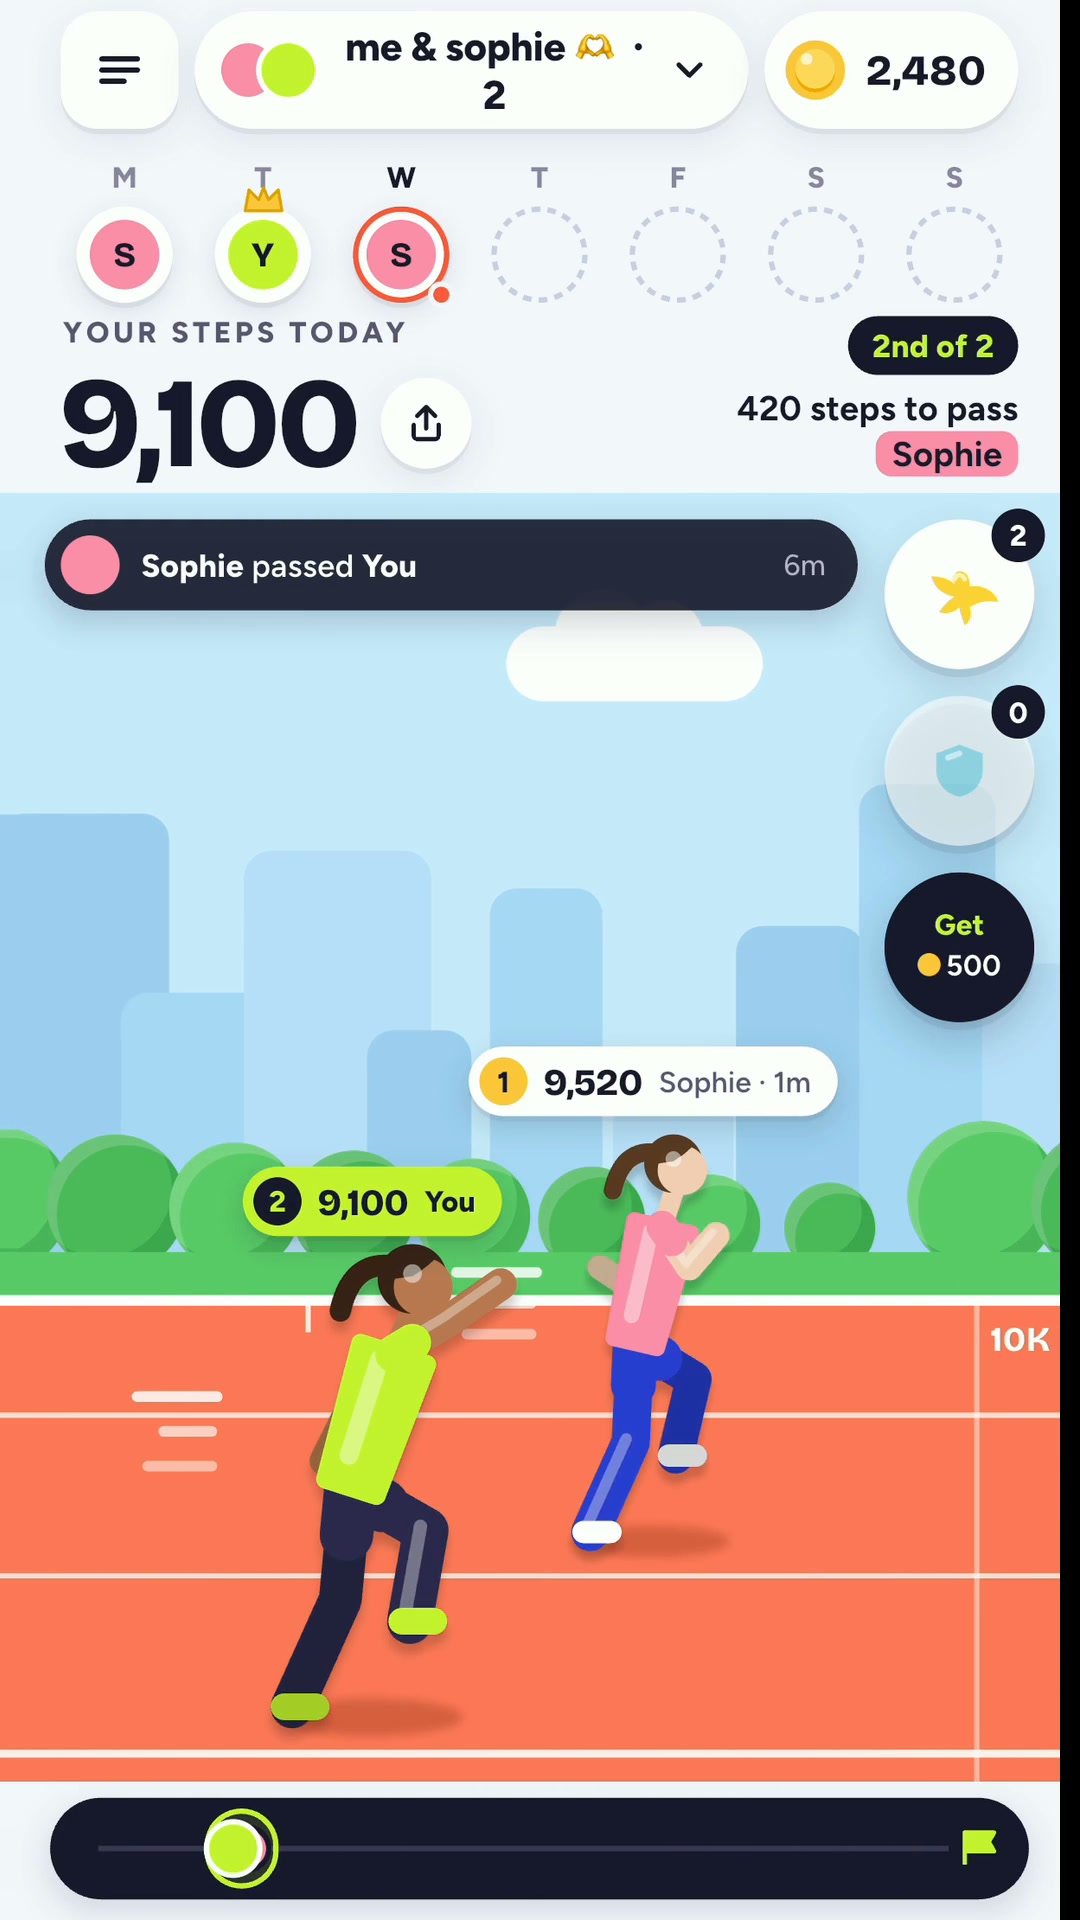 me & sophie 🫶 ·
2
2,480
M T W T F S S
S Y S
YOUR STEPS TODAY
9,100
2nd of 2
420 steps to pass
Sophie
Sophie passed You 6m
2
0
Get
500
1 9,520 Sophie · 1m
2 9,100 You
10K